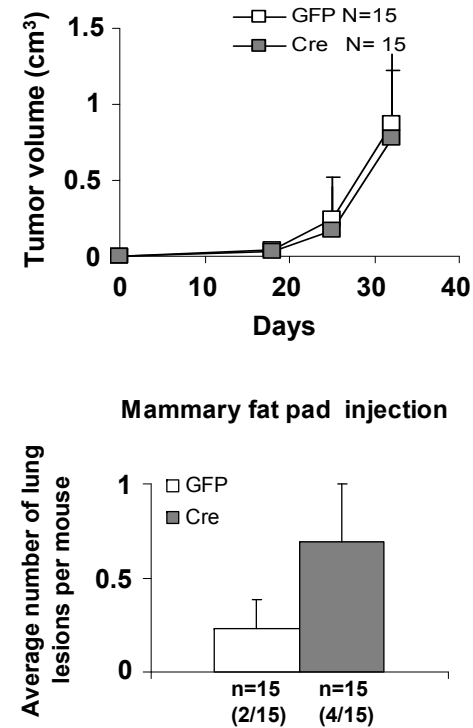 GFP N=15
Cre N= 15
Tumor volume (cm³)
1.5
1
0.5
0
0 10 20 30 40
Days
Mammary fat pad injection
Average number of lung
lesions per mouse
GFP
Cre
1
0.5
0
n=15 n=15
(2/15) (4/15)